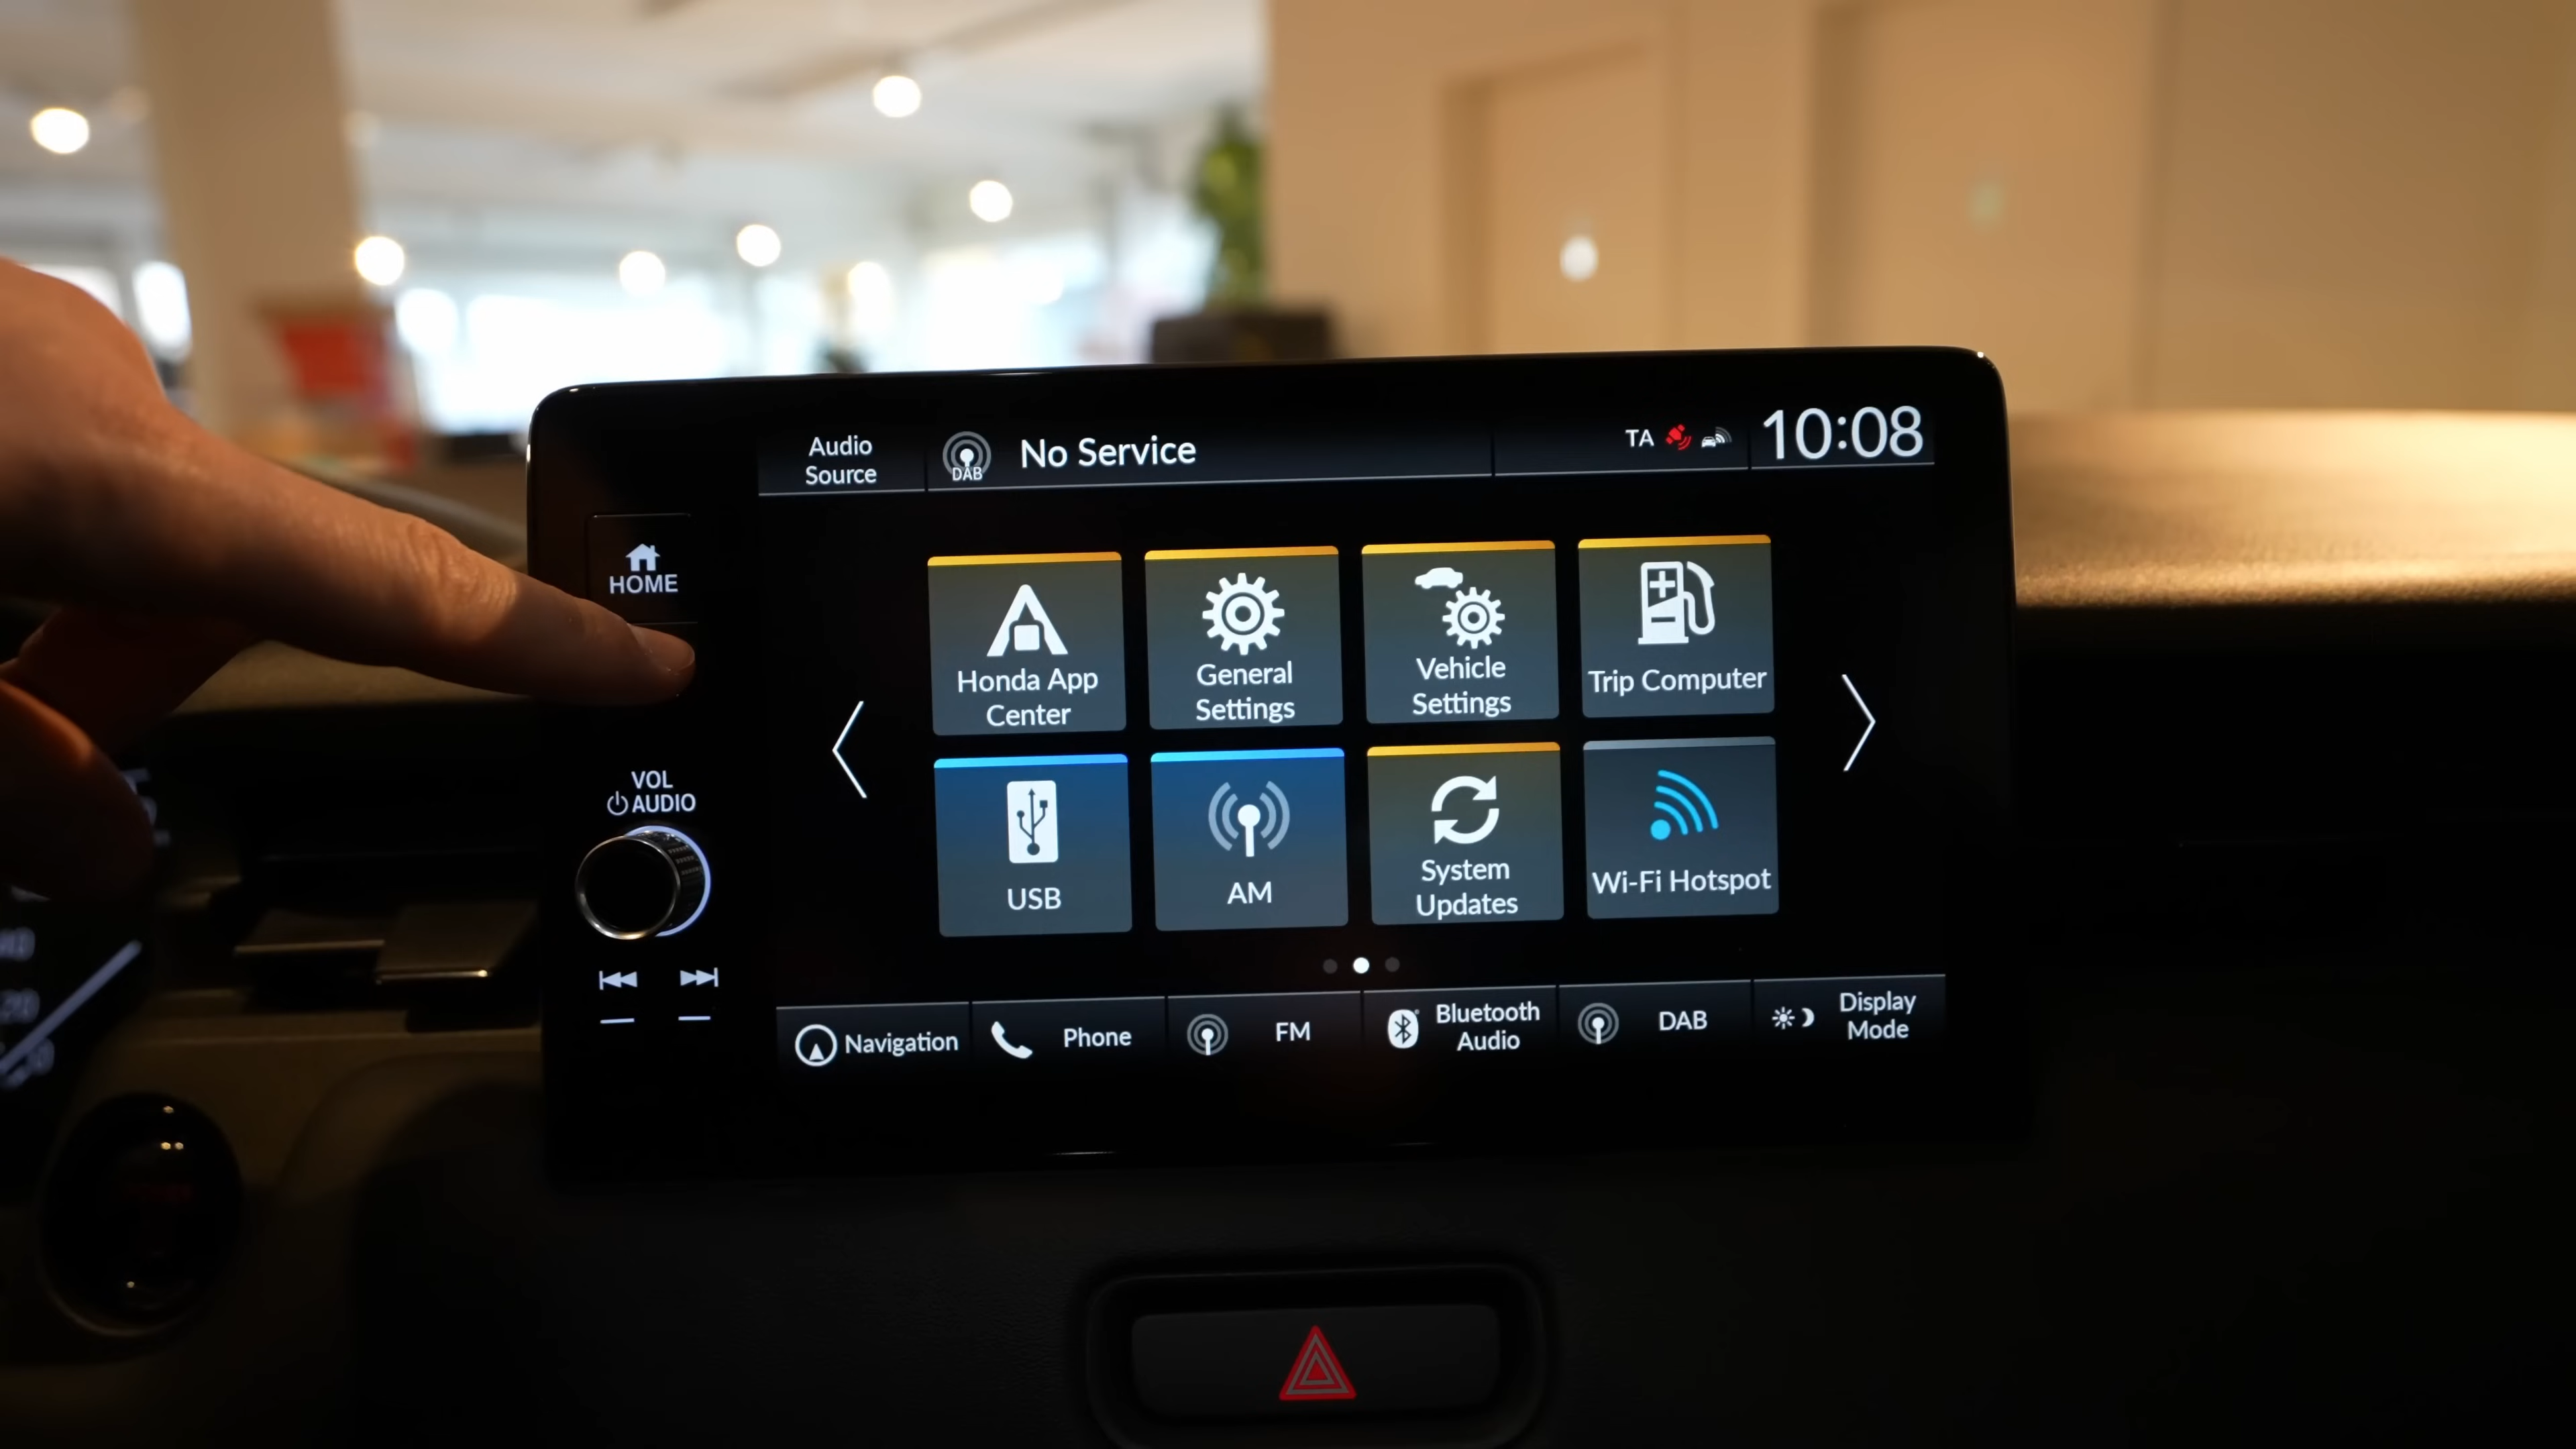 Audio
Source
DAB
No Service
TA
10:08
HOME
VOL
AUDIO
Honda App
Center
General
Settings
Vehicle
Settings
Trip Computer
USB
AM
System
Updates
Wi-Fi Hotspot
Navigation
Phone
FM
Bluetooth
Audio
DAB
Display
Mode